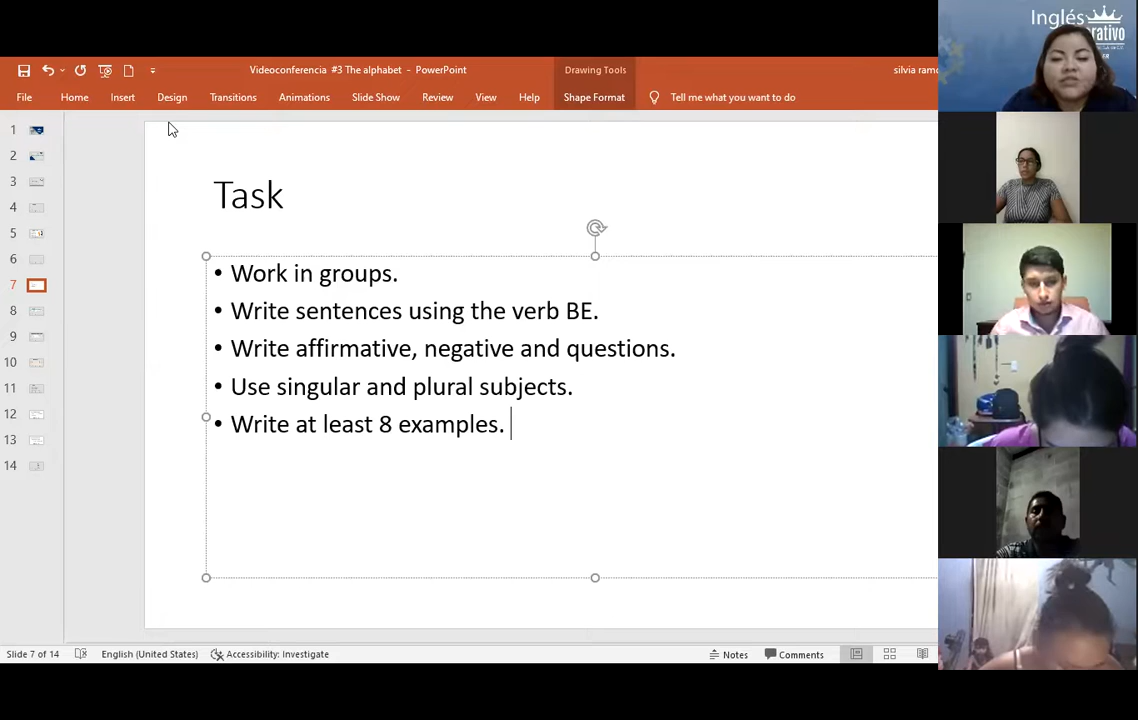 Inglés
rativo
ER
Videoconferencia #3 The alphabet - PowerPoint
Drawing Tools
silvia ramo
File
Home
Insert
Design
Transitions
Animations
Slide Show
Review
View
Help
Shape Format
Tell me what you want to do
1
2
3
4
5
6
7
8
9
10
11
12
13
14
Task
• Work in groups.
• Write sentences using the verb BE.
• Write affirmative, negative and questions.
• Use singular and plural subjects.
• Write at least 8 examples.
Slide 7 of 14
English (United States)
Accessibility: Investigate
Notes
Comments